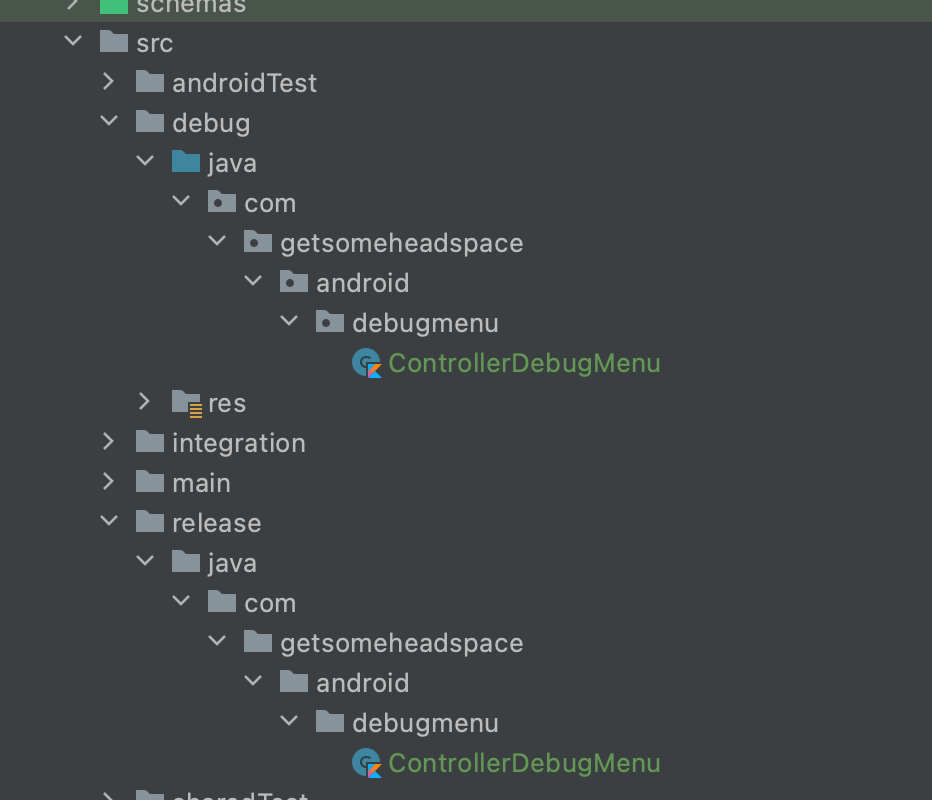 schemas
src
androidTest
debug
java
com
getsomeheadspace
android
debugmenu
ControllerDebugMenu
res
integration
main
release
java
com
getsomeheadspace
android
debugmenu
ControllerDebugMenu
sharedTest